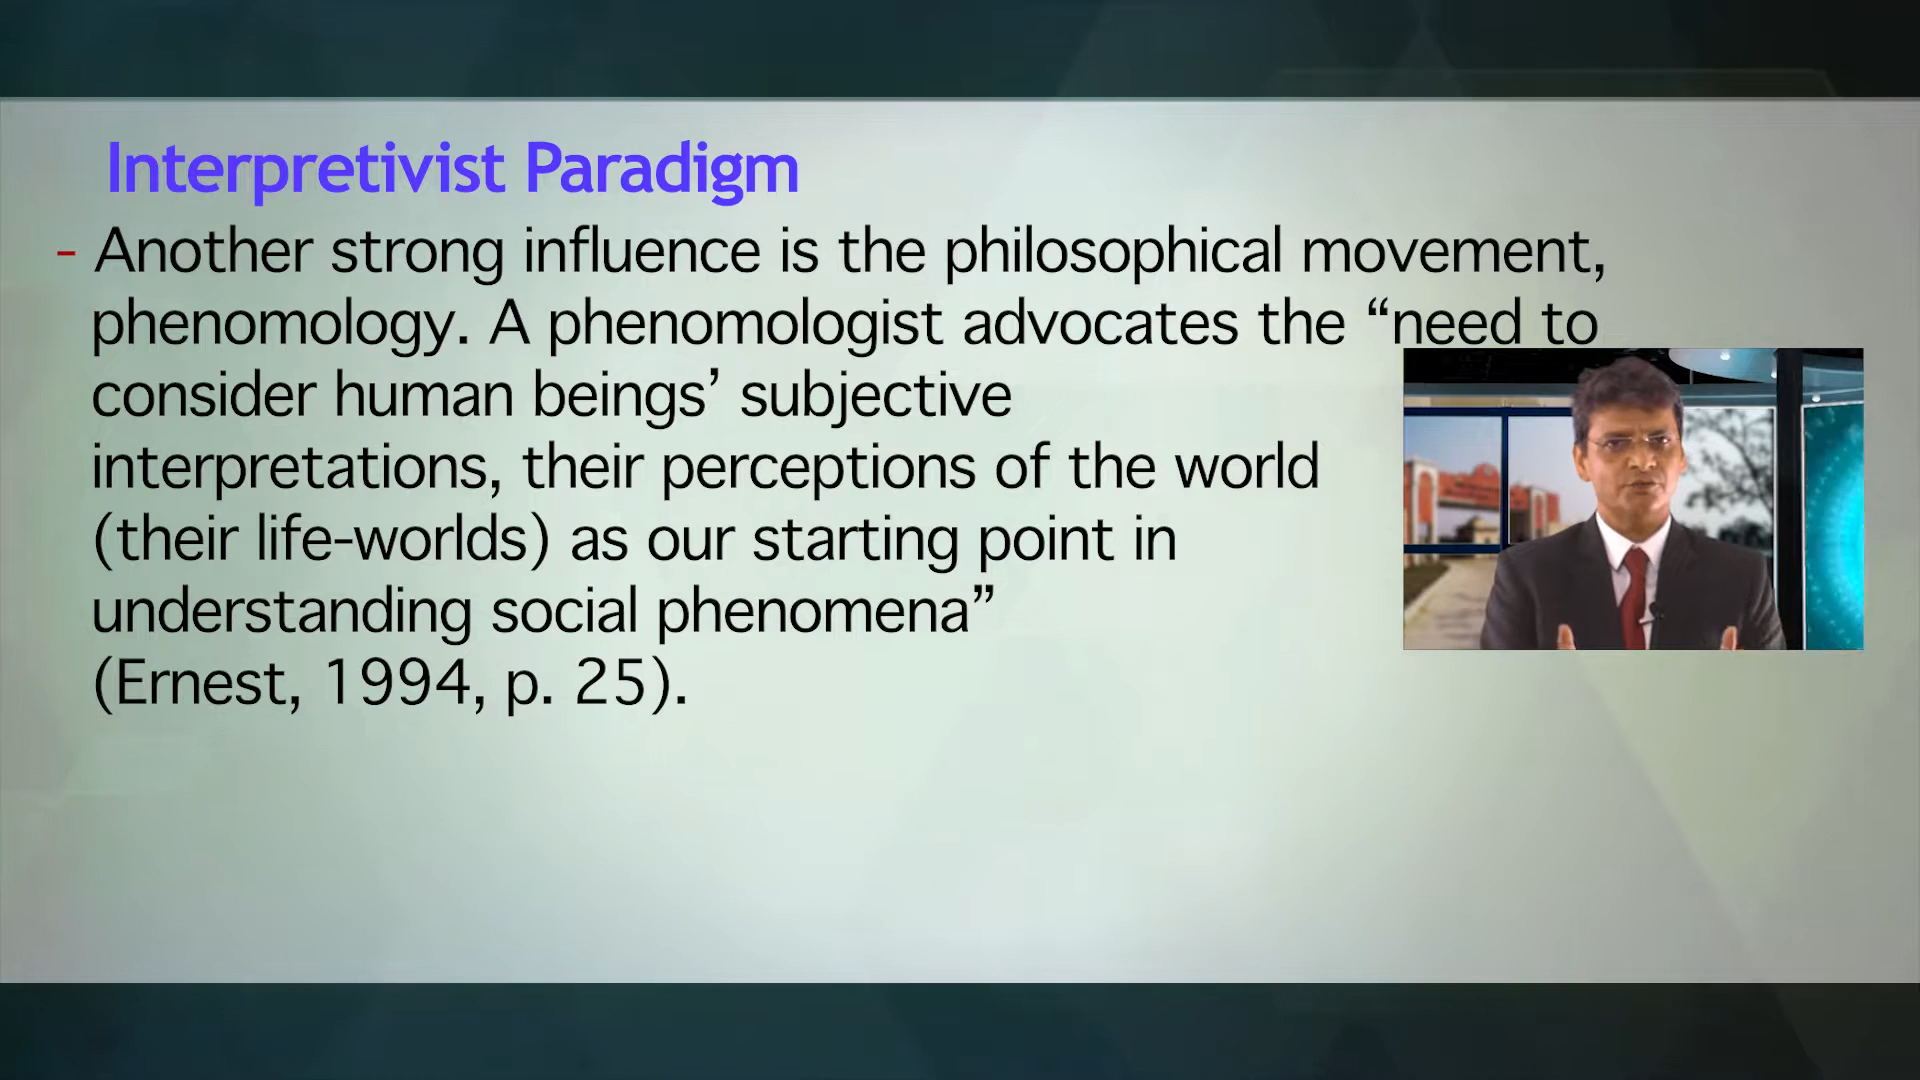 Interpretivist Paradigm
- Another strong influence is the philosophical movement,
phenomology. A phenomologist advocates the “need to
consider human beings’ subjective
interpretations, their perceptions of the world
(their life-worlds) as our starting point in
understanding social phenomena”
(Ernest, 1994, p. 25).